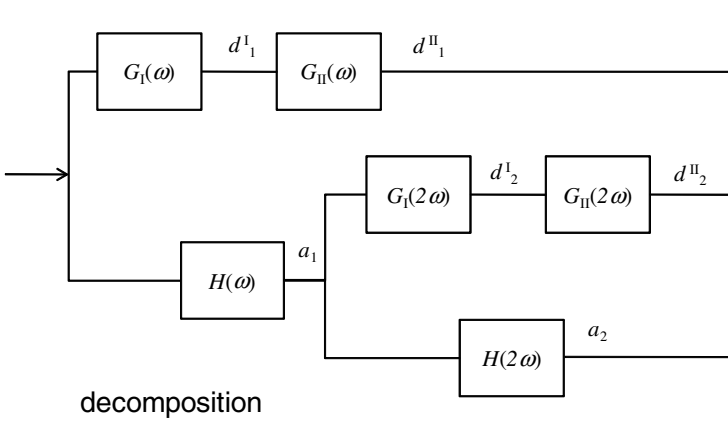 G_I(ω) d^I_1 G_II(ω) d^II_1
G_I(2ω) d^I_2 G_II(2ω) d^II_2
H(ω) a_1
H(2ω) a_2
decomposition